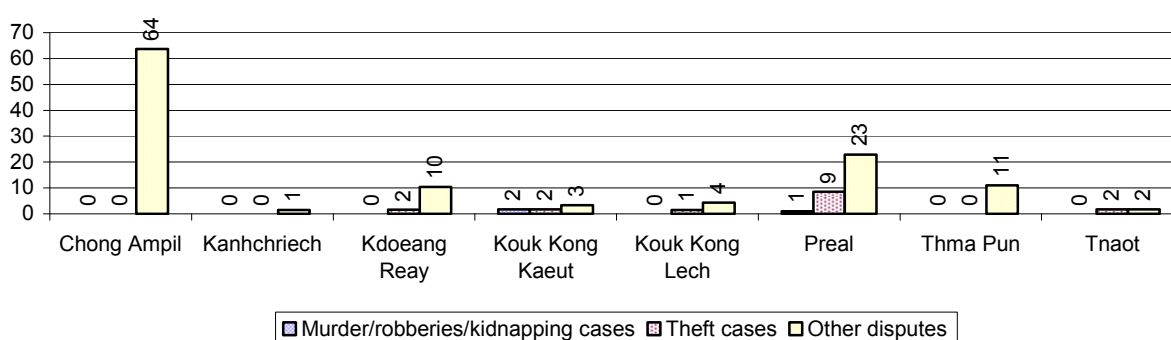 70
60
50
40
30
20
10
0
0 0 64
0 0 1
0 2 10
2 2 3
0 1 4
1 9 23
0 0 11
0 2 2
Chong Ampil Kanhchriech Kdoeang Reay Kouk Kong Kaeut Kouk Kong Lech Preal Thma Pun Tnaot
Murder/robberies/kidnapping cases Theft cases Other disputes